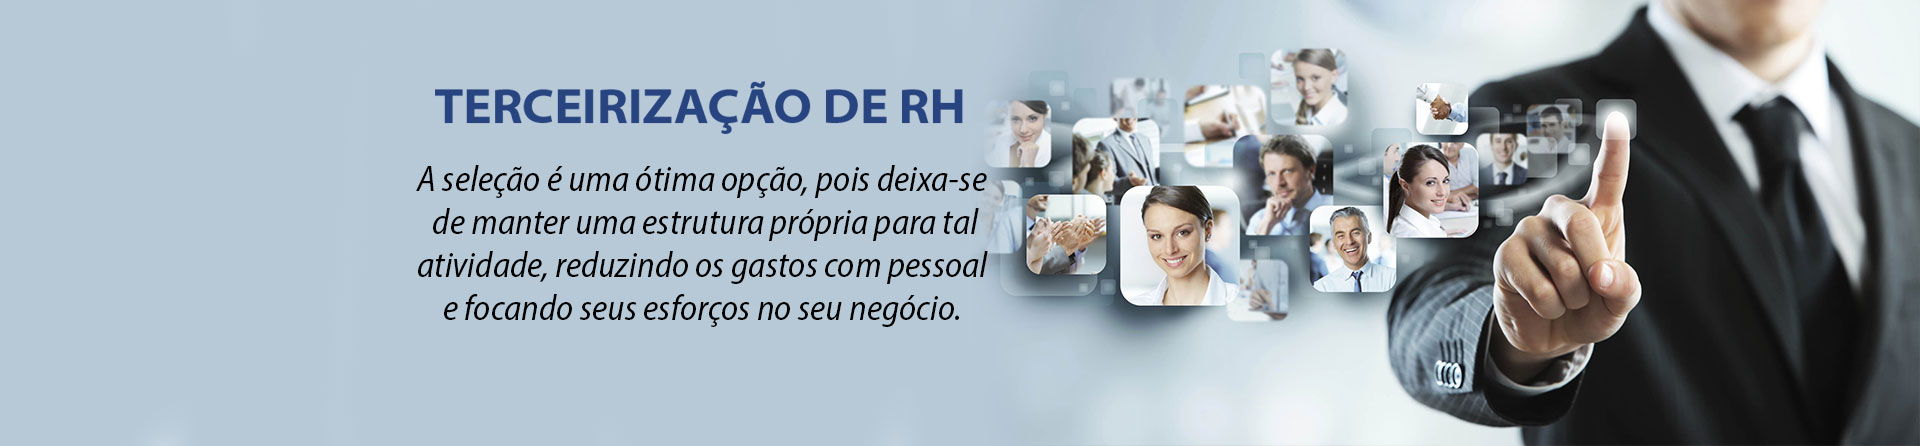 TERCEIRIZAÇÃO DE RH
A seleção é uma ótima opção, pois deixa-se
de manter uma estrutura própria para tal
atividade, reduzindo os gastos com pessoal
e focando seus esforços no seu negócio.